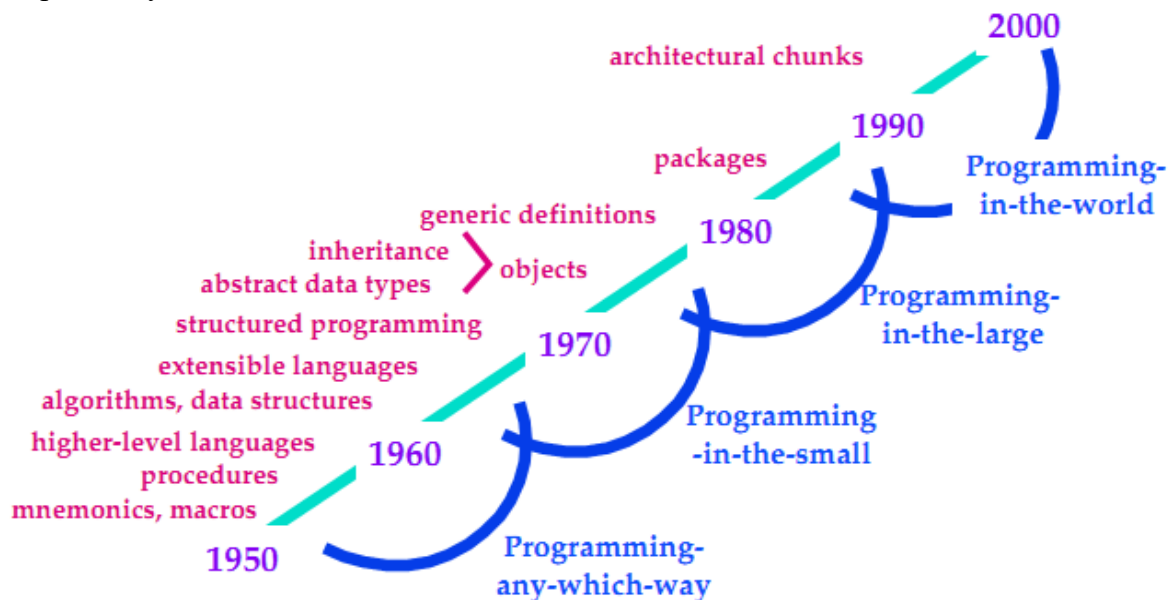 2000
architectural chunks
1990
packages
Programming-
in-the-world
generic definitions
1980
inheritance
objects
abstract data types
Programming-
in-the-large
structured programming
1970
extensible languages
algorithms, data structures
Programming
-in-the-small
higher-level languages
1960
procedures
mnemonics, macros
1950
Programming-
any-which-way